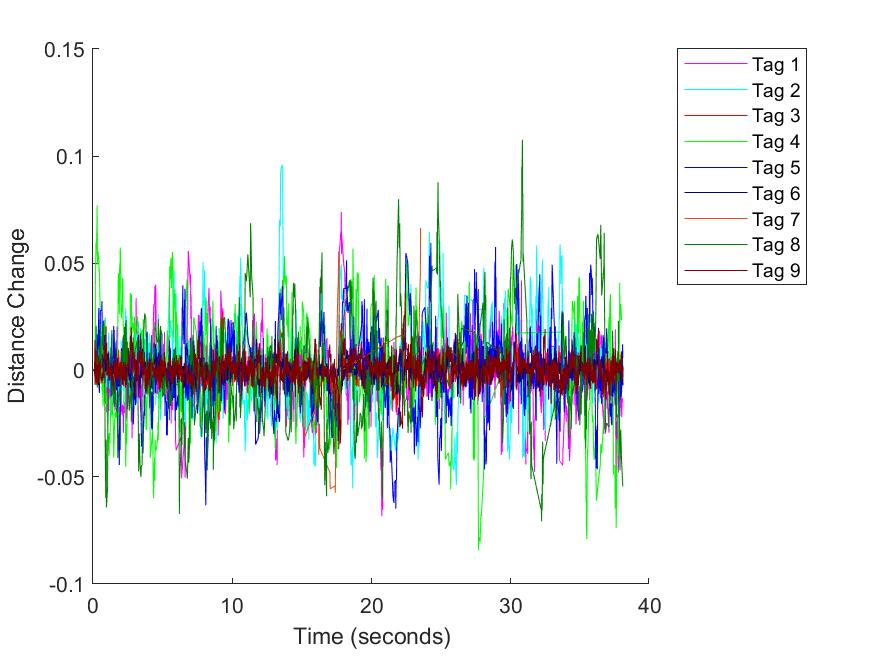 0.15
0.1
0.05
0
-0.05
-0.1
Distance Change
0 10 20 30 40
Time (seconds)
Tag 1
Tag 2
Tag 3
Tag 4
Tag 5
Tag 6
Tag 7
Tag 8
Tag 9